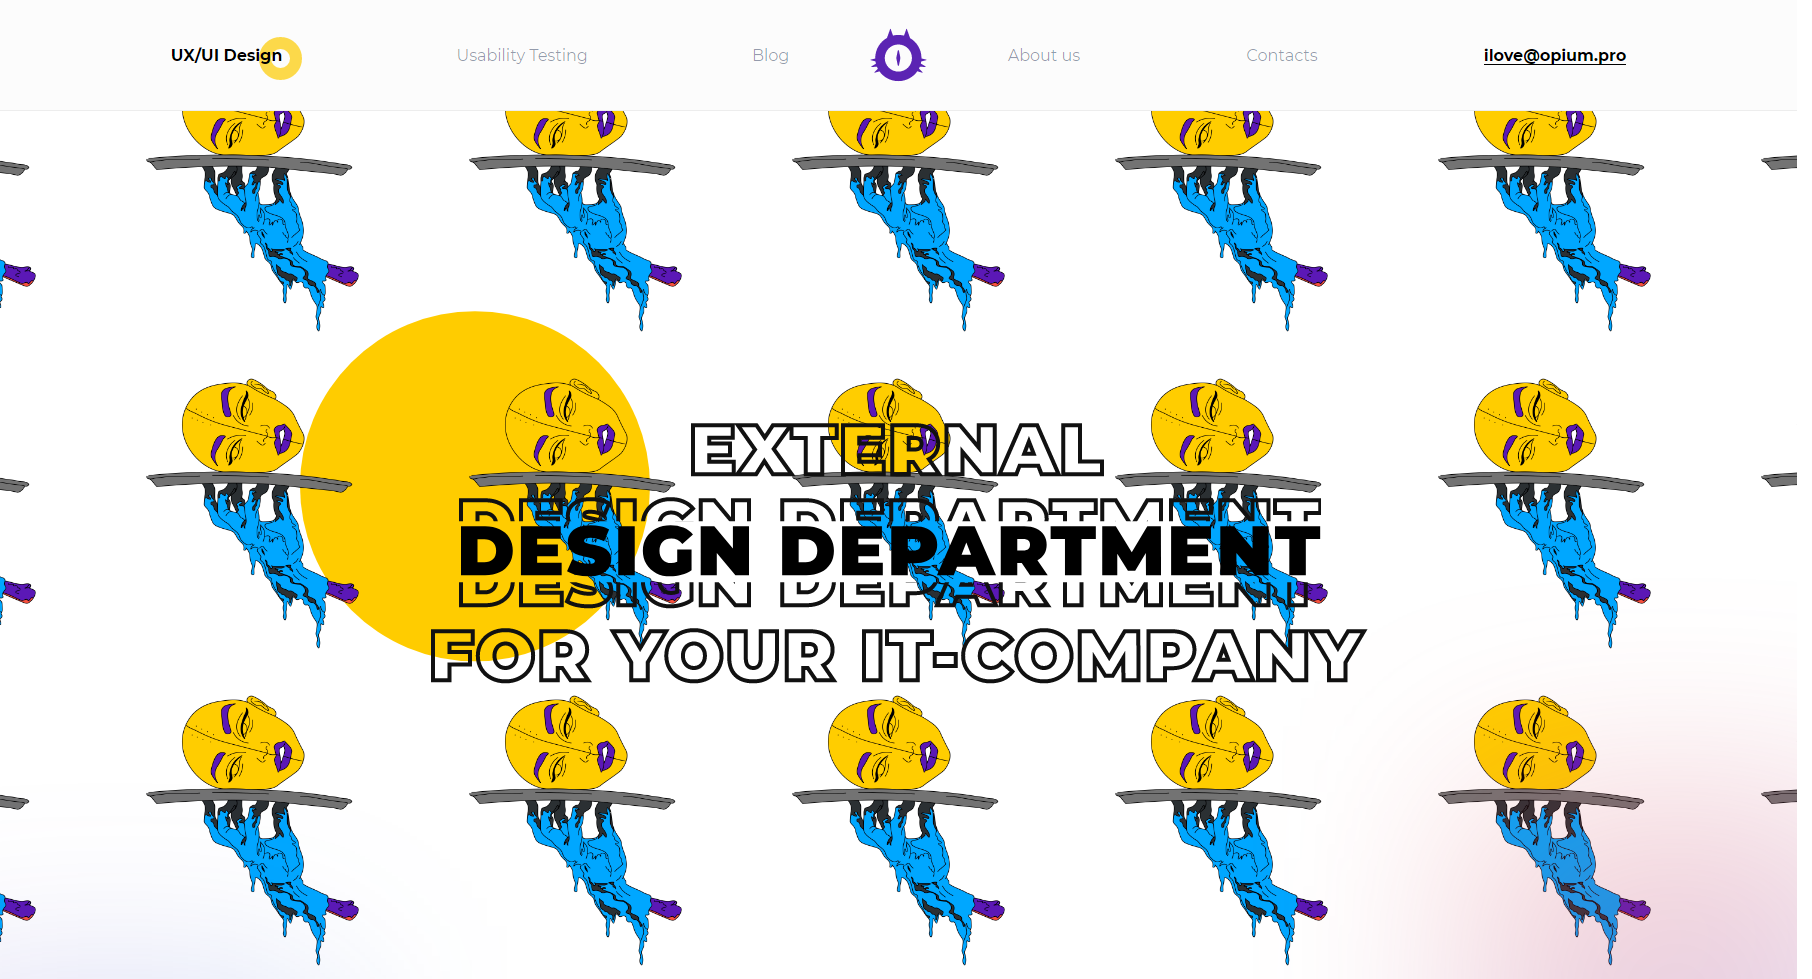 UX/UI Design
Usability Testing
Blog
About us
Contacts
ilove@opium.pro
EXTERNAL
DESIGN DEPARTMENT
DESIGN DEPARTMENT
DESIGN DEPARTMENT
FOR YOUR IT-COMPANY